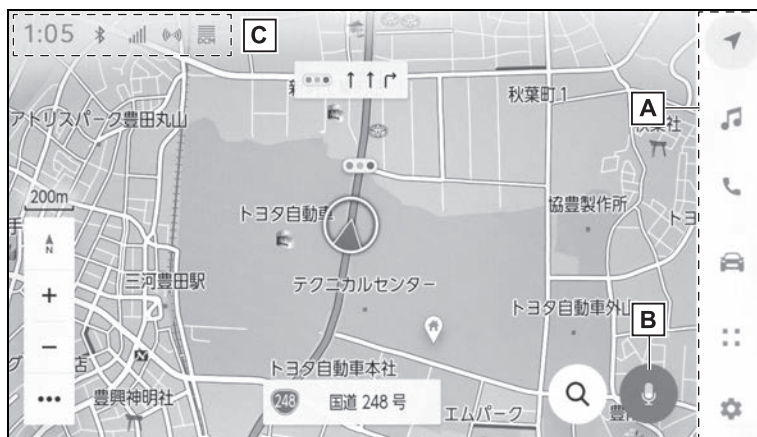 1:05
DCM
C
A
B
秋葉町1
アトリスパーク豊田丸山
200m
トヨタ自動車
協豊製作所
N
三河豊田駅
テクニカルセンター
トヨタ自動車外山
トヨタ自動車本社
豊興神明社
248
国道 248 号
エムパーク